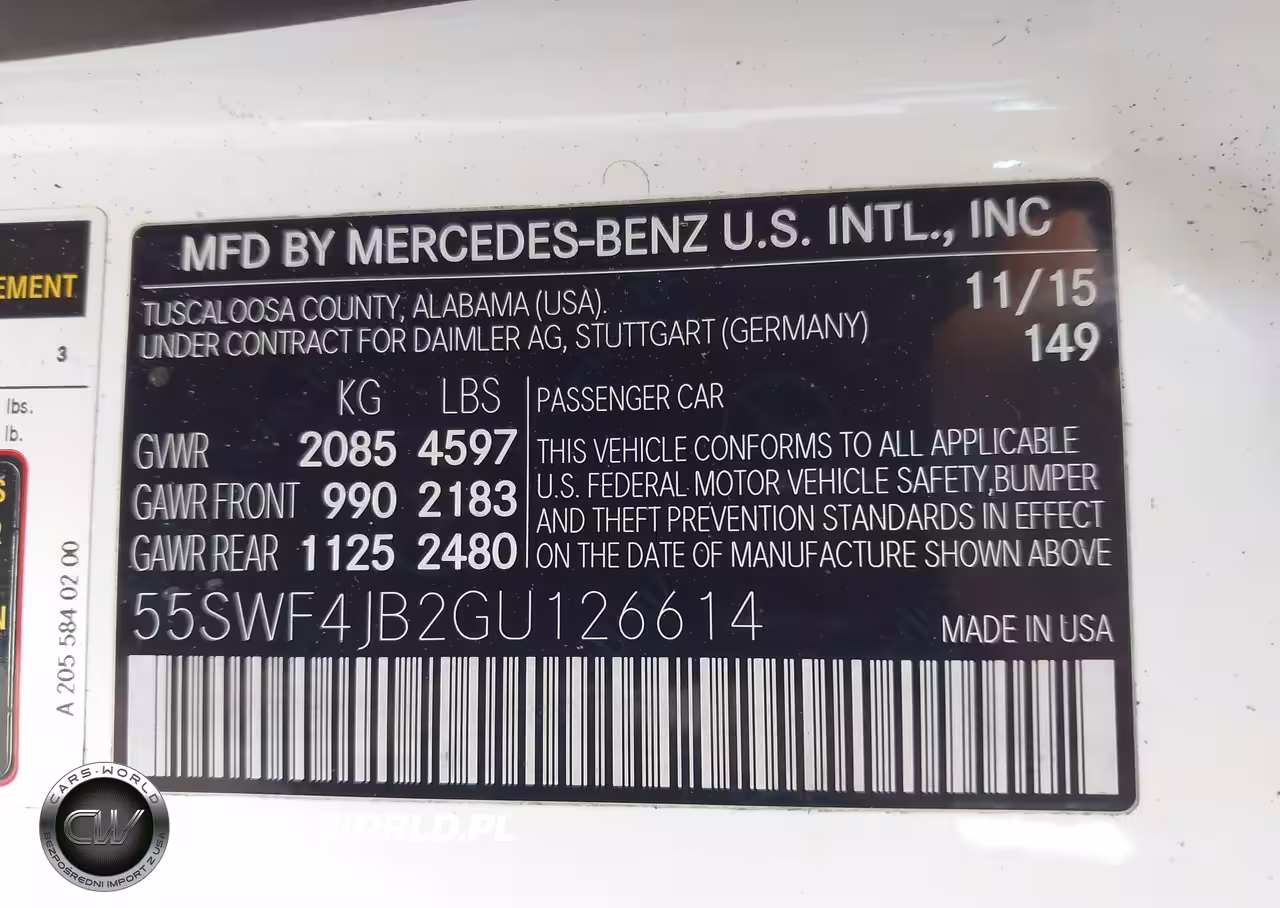 MFD BY MERCEDES-BENZ U.S. INTL., INC
TUSCALOOSA COUNTY, ALABAMA (USA).
11/15
UNDER CONTRACT FOR DAIMLER AG, STUTTGART (GERMANY)
149
KG LBS
GVWR 2085 4597
GAWR FRONT 990 2183
GAWR REAR 1125 2480
PASSENGER CAR
THIS VEHICLE CONFORMS TO ALL APPLICABLE
U.S. FEDERAL MOTOR VEHICLE SAFETY,BUMPER
AND THEFT PREVENTION STANDARDS IN EFFECT
ON THE DATE OF MANUFACTURE SHOWN ABOVE
55SWF4JB2GU126614
MADE IN USA
EMENT
3
lbs.
lb.
S
N
A 205 584 02 00
CARS-WORLD
CW
BEZPOŚREDNI IMPORT Z USA
WORLD.PL